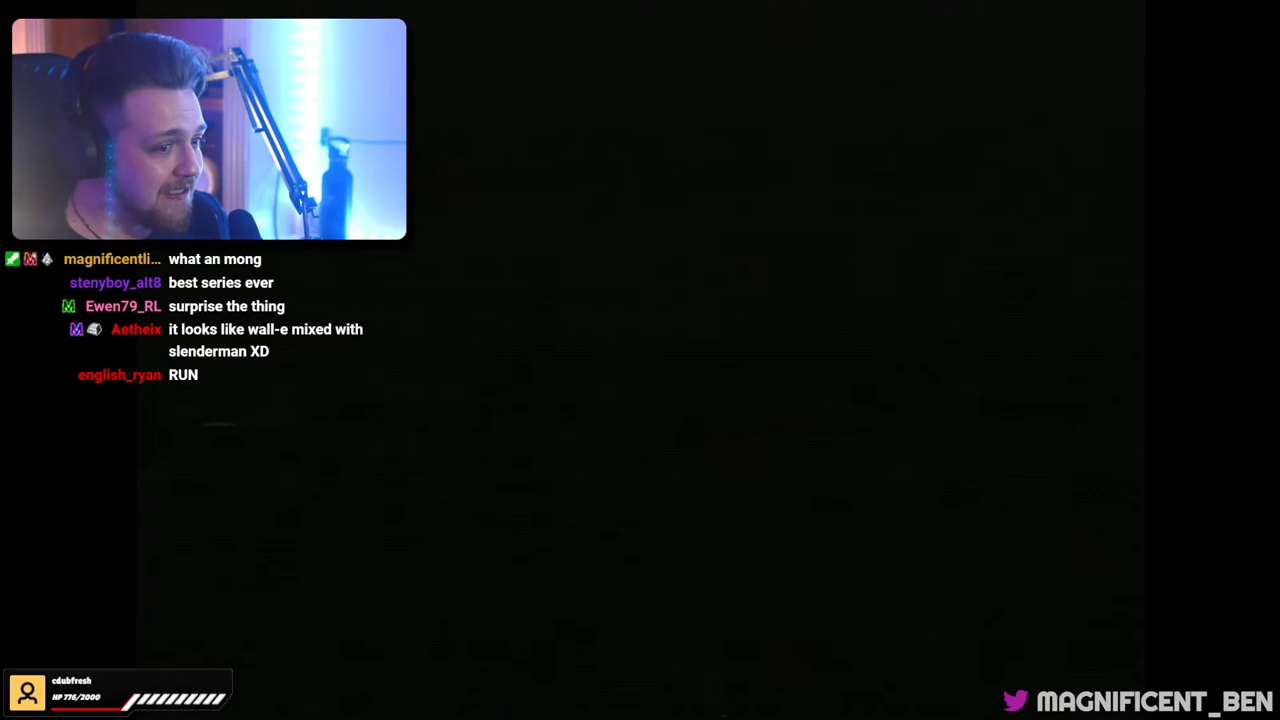 magnificentli... what an mong
stenyboy_alt8 best series ever
Ewen79_RL surprise the thing
Aetheix it looks like wall-e mixed with
slenderman XD
english_ryan RUN
cdubfresh
HP 776/2000
MAGNIFICENT_BEN